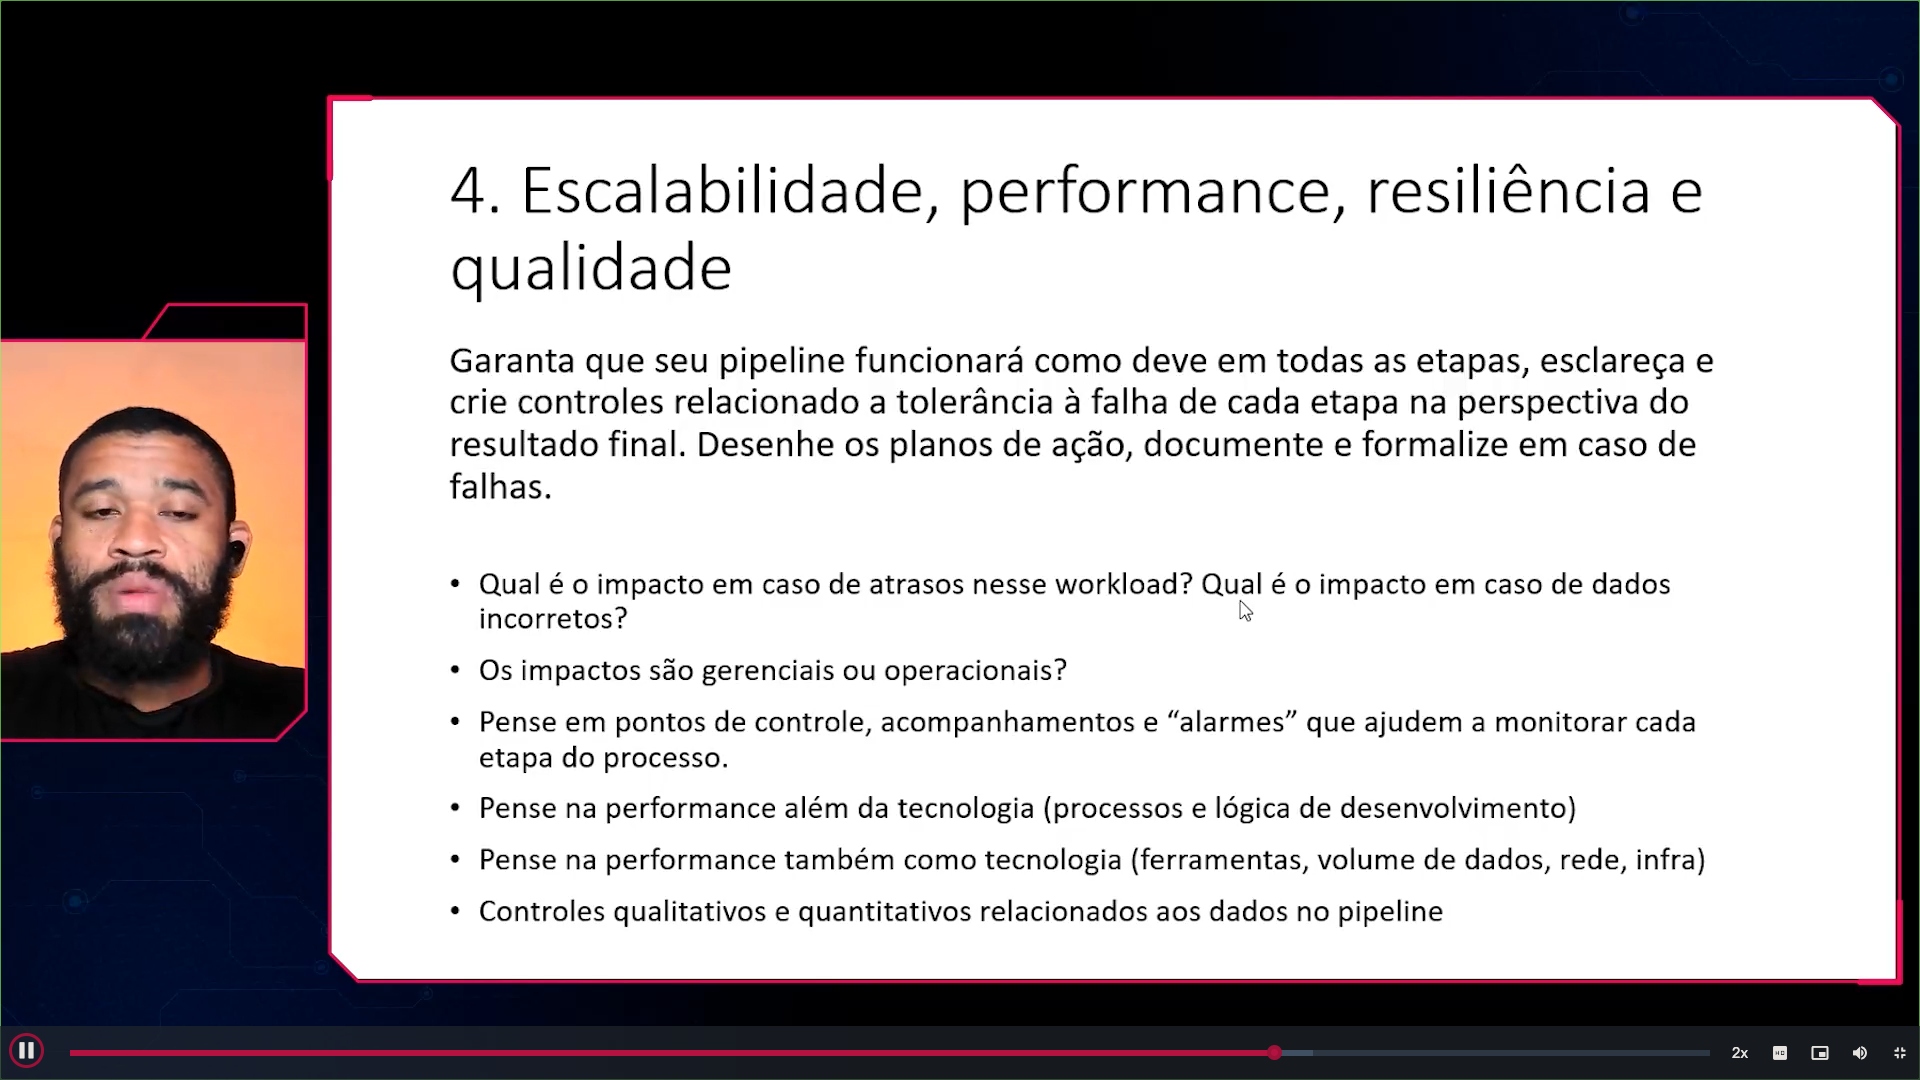 4. Escalabilidade, performance, resiliência e
qualidade
Garanta que seu pipeline funcionará como deve em todas as etapas, esclareça e
crie controles relacionado a tolerância à falha de cada etapa na perspectiva do
resultado final. Desenhe os planos de ação, documente e formalize em caso de
falhas.
• Qual é o impacto em caso de atrasos nesse workload? Qual é o impacto em caso de dados
incorretos?
• Os impactos são gerenciais ou operacionais?
• Pense em pontos de controle, acompanhamentos e “alarmes” que ajudem a monitorar cada
etapa do processo.
• Pense na performance além da tecnologia (processos e lógica de desenvolvimento)
• Pense na performance também como tecnologia (ferramentas, volume de dados, rede, infra)
• Controles qualitativos e quantitativos relacionados aos dados no pipeline
2x
HD